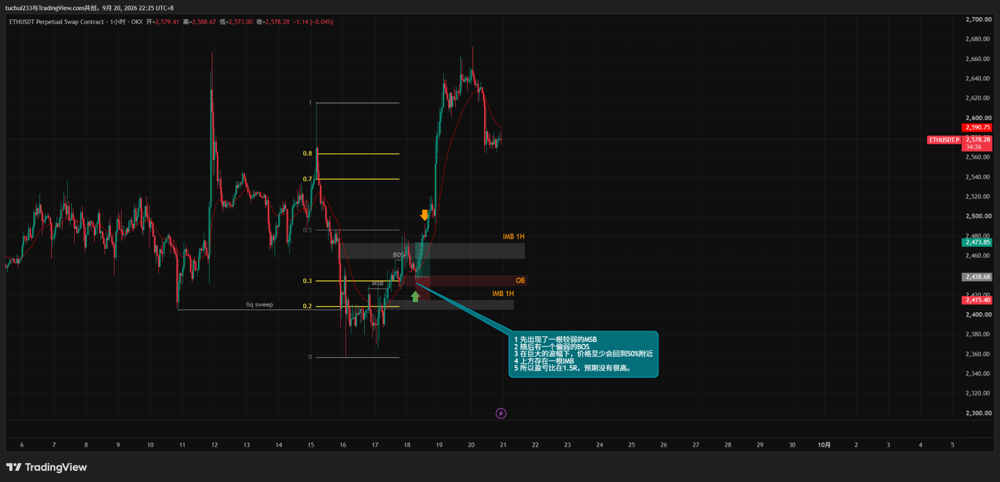 tuchui233与TradingView.com共创，9月 20, 2026 22:25 UTC+8
ETHUSDT Perpetual Swap Contract · 1小时 · OKX 开=2,579.41 高=2,588.67 低=2,573.00 收=2,578.28 −1.14 (−0.04%)
2,700.00
2,680.00
2,660.00
2,640.00
2,620.00
2,600.00
2,590.75
ETHUSDT.P 2,578.28
34:26
2,560.00
2,540.00
2,520.00
2,500.00
2,480.00
2,473.85
2,460.00
2,438.68
2,420.00
2,415.40
2,400.00
2,380.00
2,360.00
2,340.00
2,320.00
2,300.00
1
0.8
0.7
0.5
0.3
0.2
0
IMB 1H
BOS
OB
MSB
IMB 1H
liq sweep
1 先出现了一根较弱的MSB
2 随后有一个偏弱的BOS
3 在巨大的波幅下，价格至少会回到50%附近
4 上方存在一根IMB
5 所以盈亏比在1.5R，预期没有很高。
6 7 8 9 10 11 12 13 14 15 16 17 18 19 20 21 22 23 24 25 26 27 28 29 30 10月 2 3 4 5
TradingView